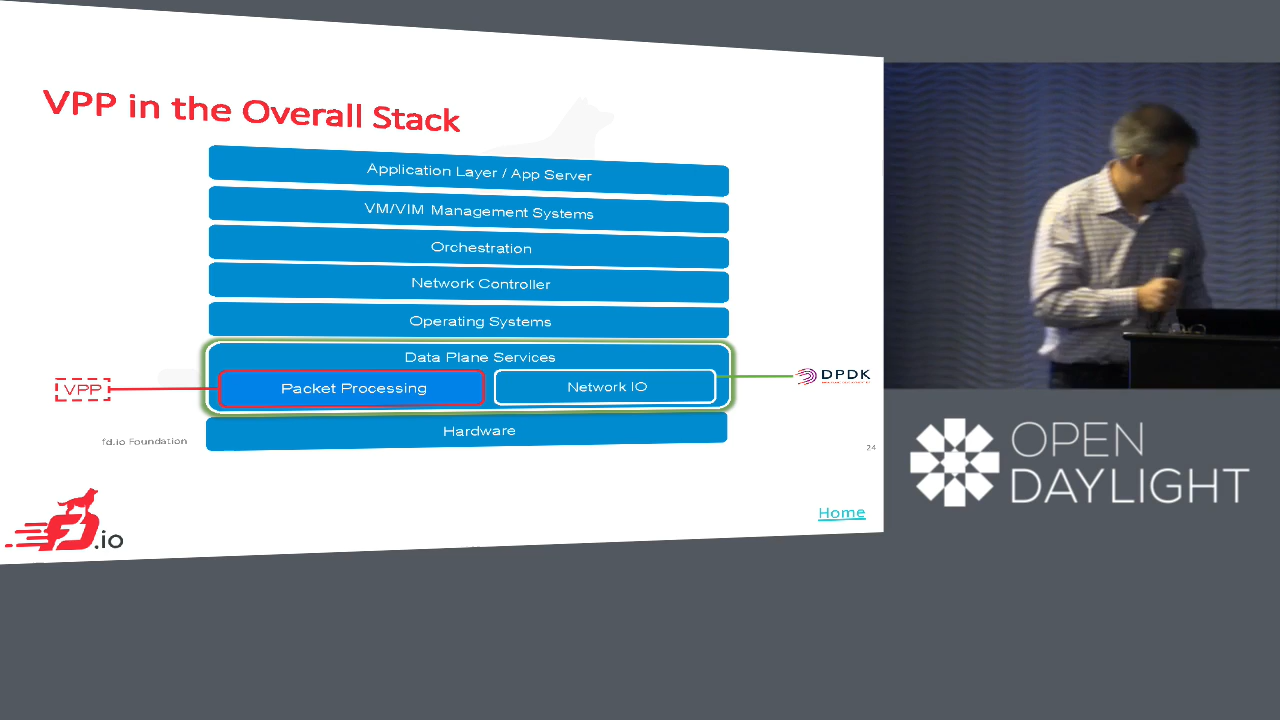 VPP in the Overall Stack
Application Layer / App Server
VM/VIM Management Systems
Orchestration
Network Controller
Operating Systems
Data Plane Services
VPP
Packet Processing
Network IO
DPDK
Hardware
fd.io Foundation
24
Home
FD.io
OPEN
DAYLIGHT